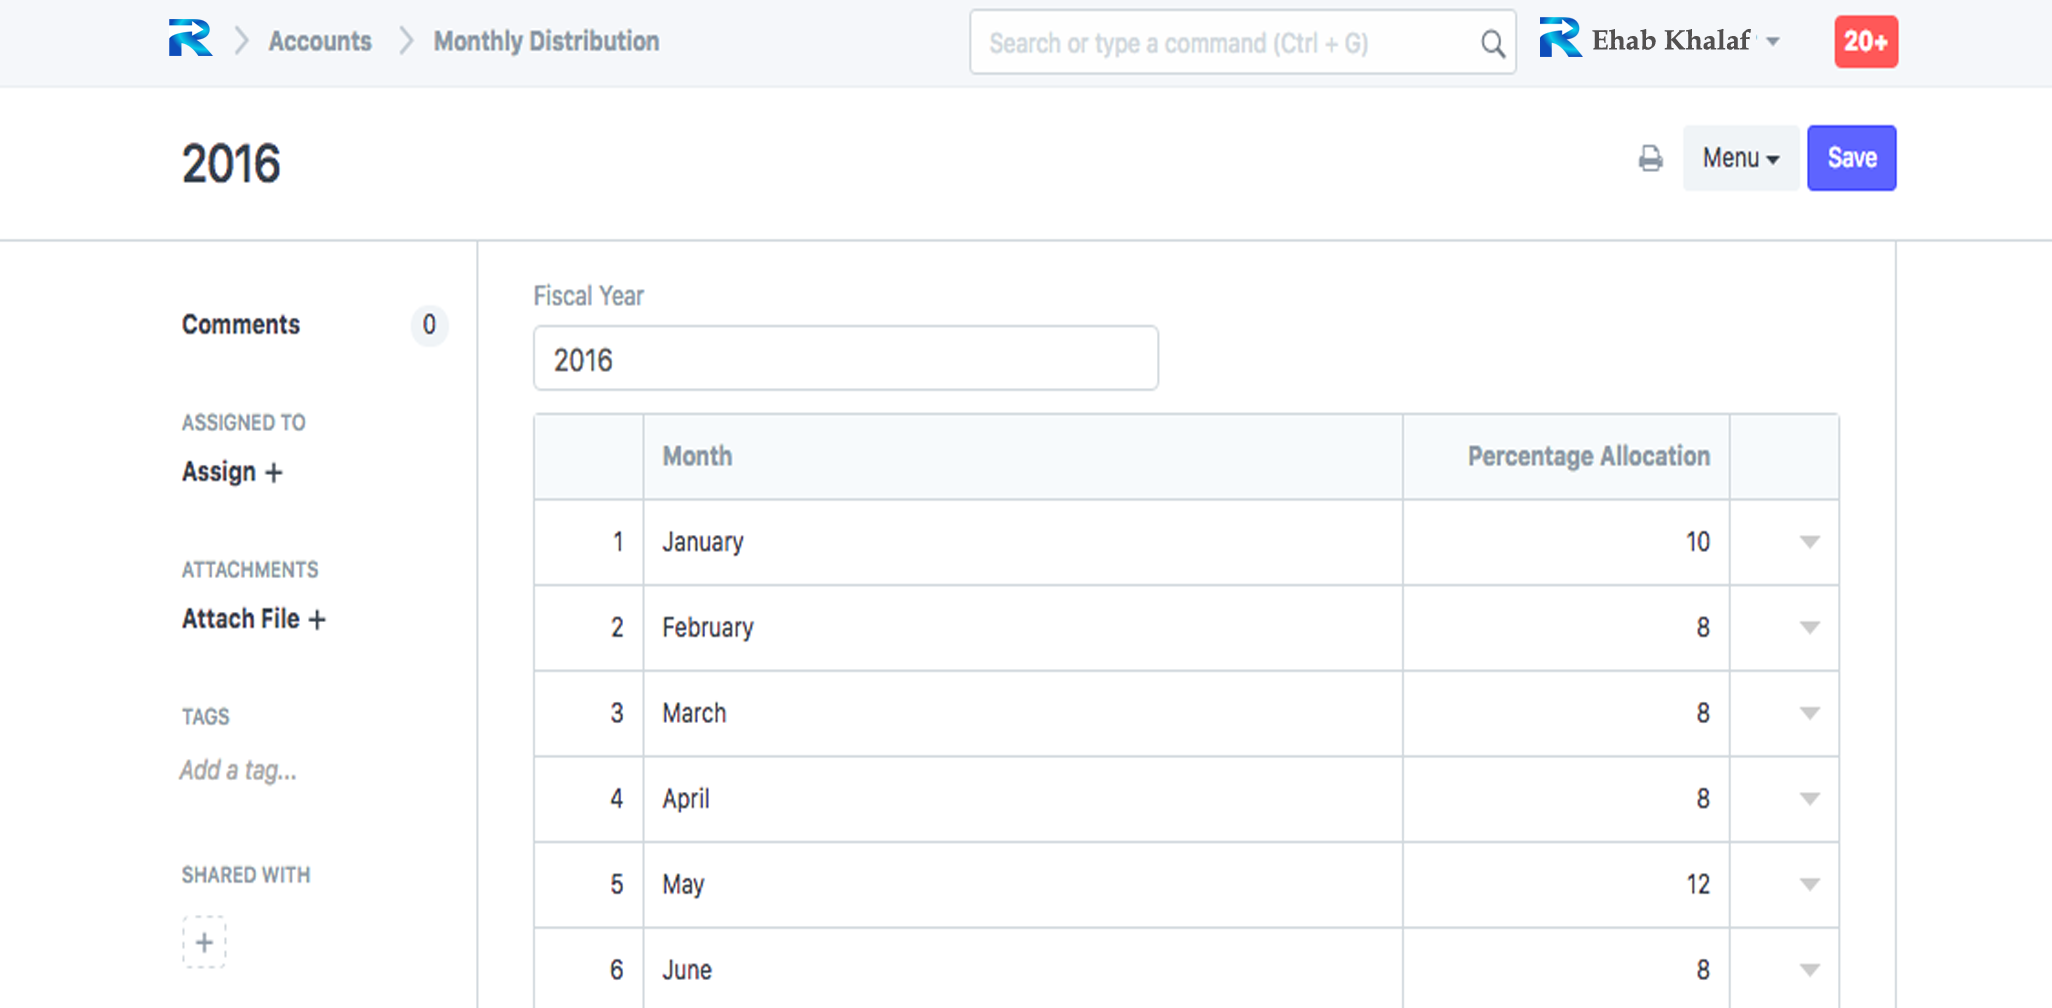 Accounts
Monthly Distribution
Search or type a command (Ctrl + G)
Ehab Khalaf
20+
2016
Menu
Save
Comments 0
ASSIGNED TO
Assign +
ATTACHMENTS
Attach File +
TAGS
Add a tag...
SHARED WITH
+
Fiscal Year
2016
Month Percentage Allocation
1 January 10
2 February 8
3 March 8
4 April 8
5 May 12
6 June 8